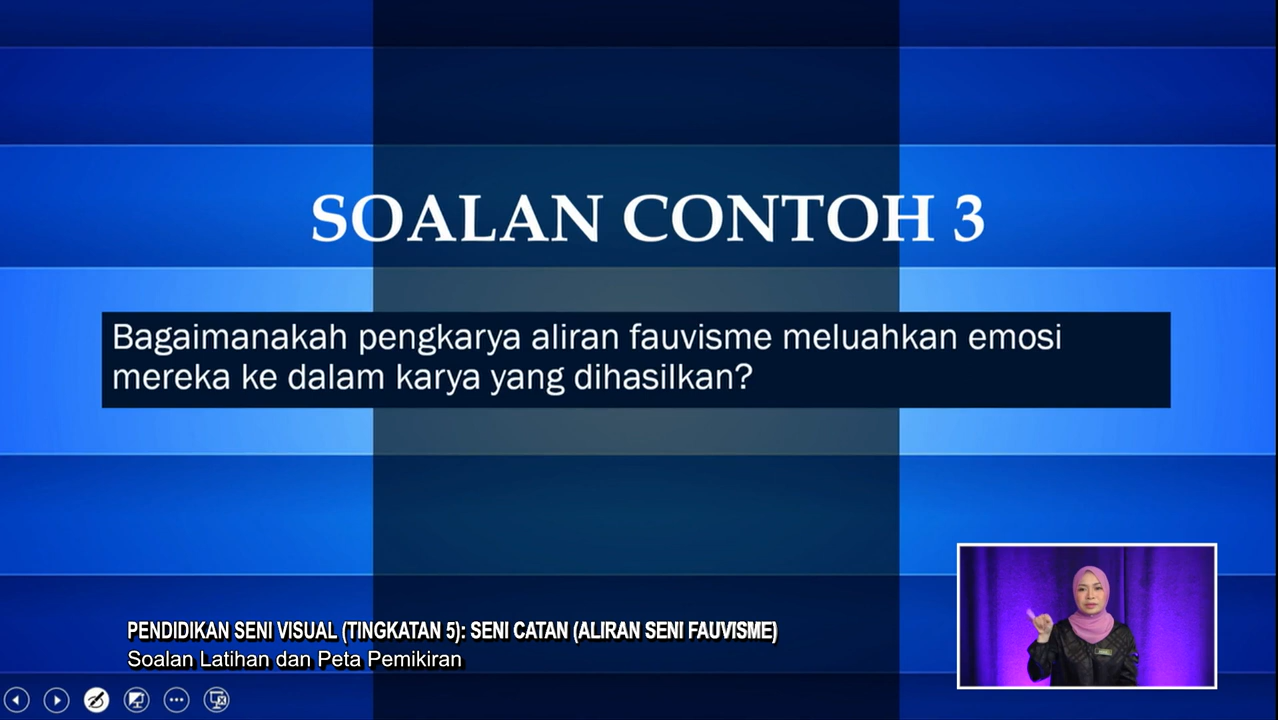 SOALAN CONTOH 3
Bagaimanakah pengkarya aliran fauvisme meluahkan emosi
mereka ke dalam karya yang dihasilkan?
PENDIDIKAN SENI VISUAL (TINGKATAN 5): SENI CATAN (ALIRAN SENI FAUVISME)
Soalan Latihan dan Peta Pemikiran